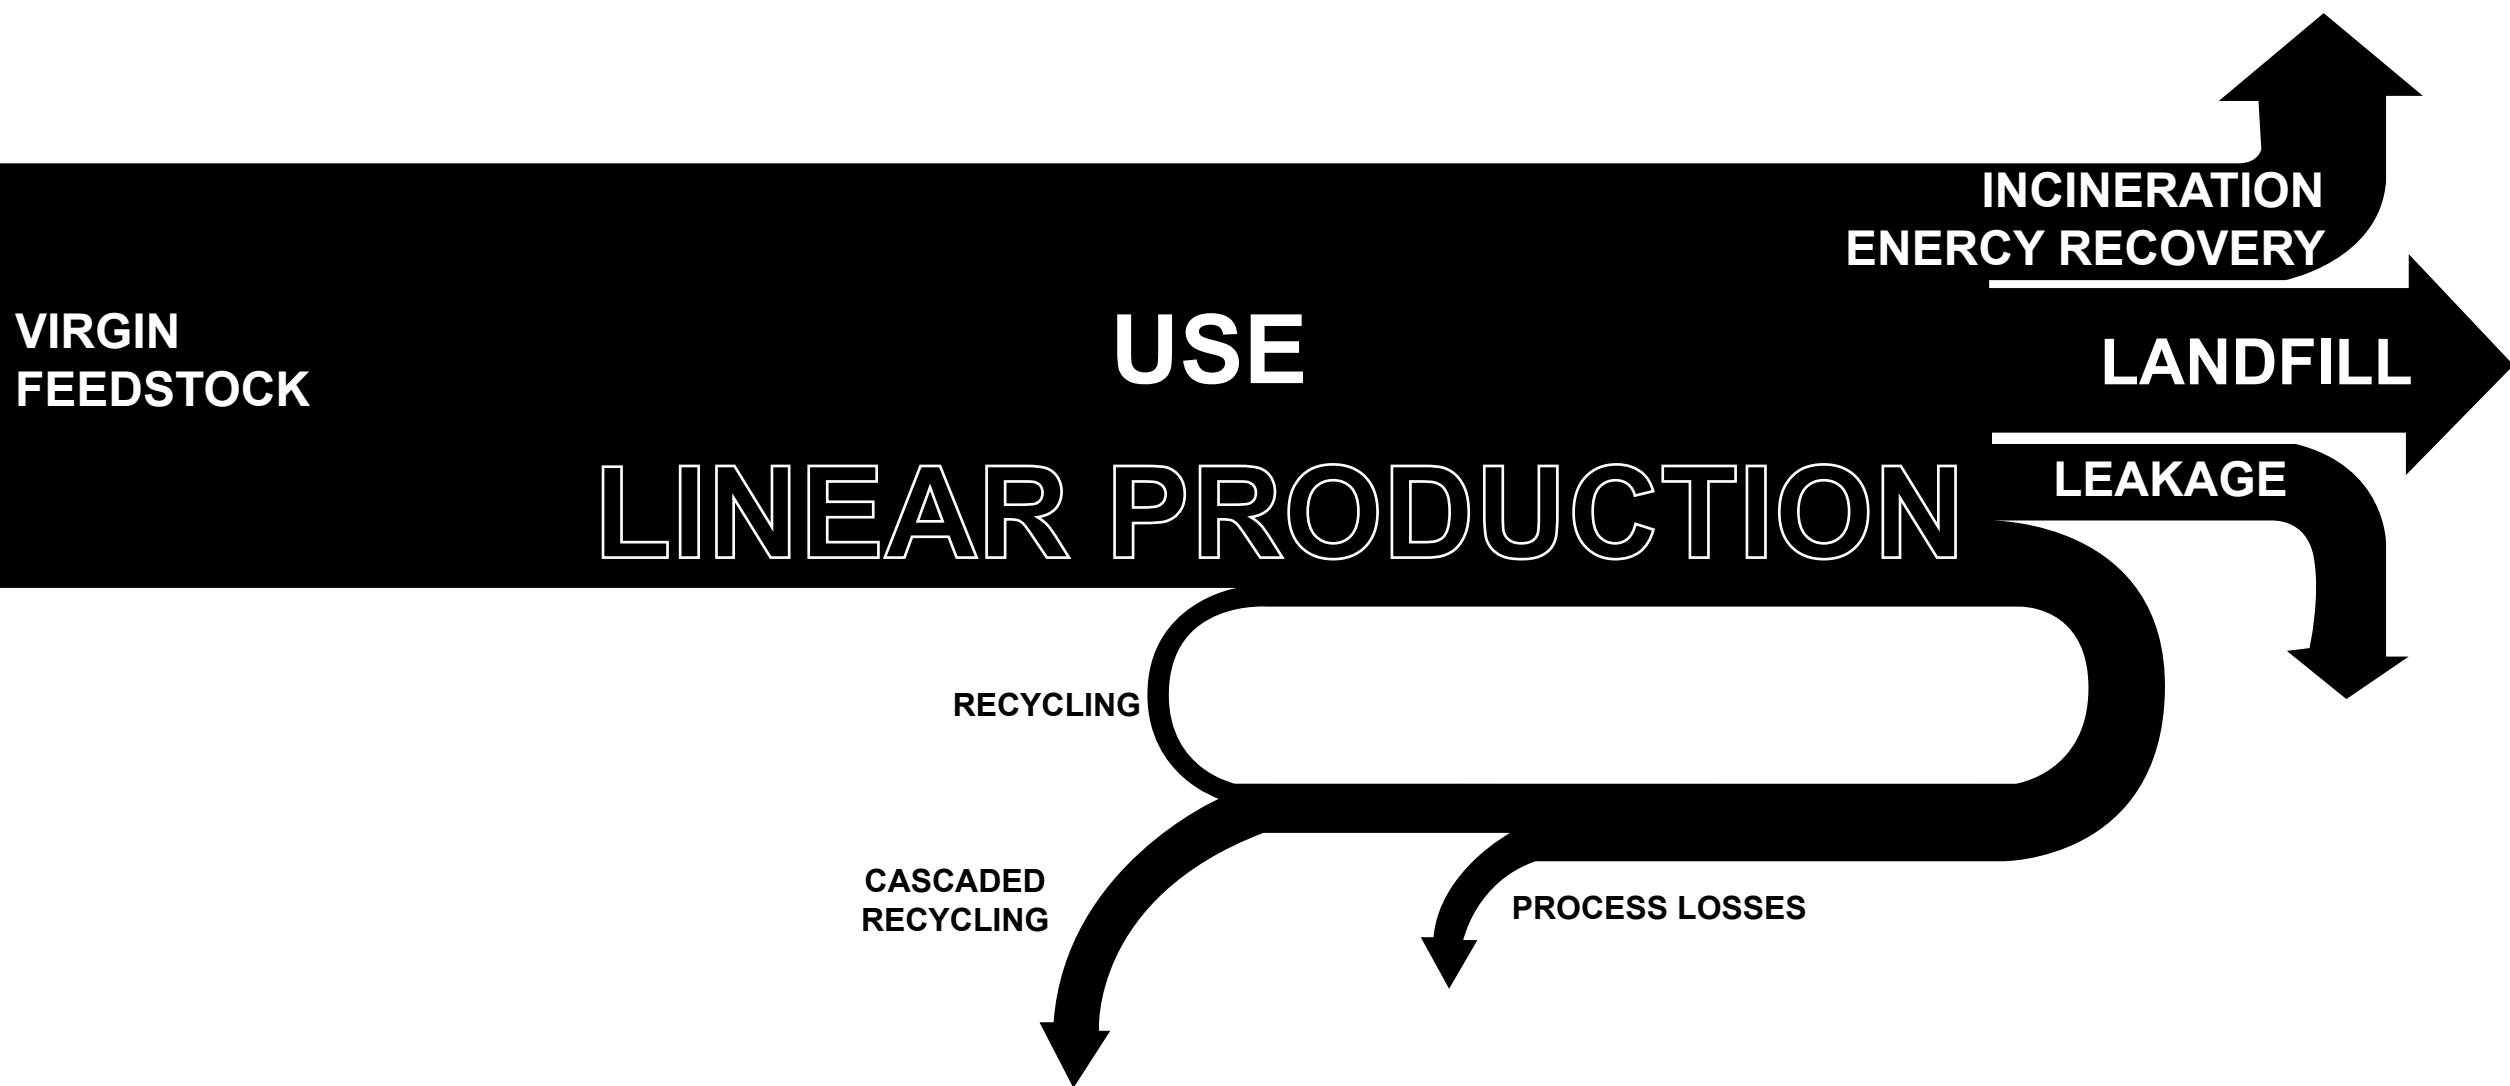 INCINERATION
ENERCY RECOVERY
VIRGIN
FEEDSTOCK
USE
LANDFILL
LINEAR PRODUCTION
LEAKAGE
RECYCLING
CASCADED
RECYCLING
PROCESS LOSSES